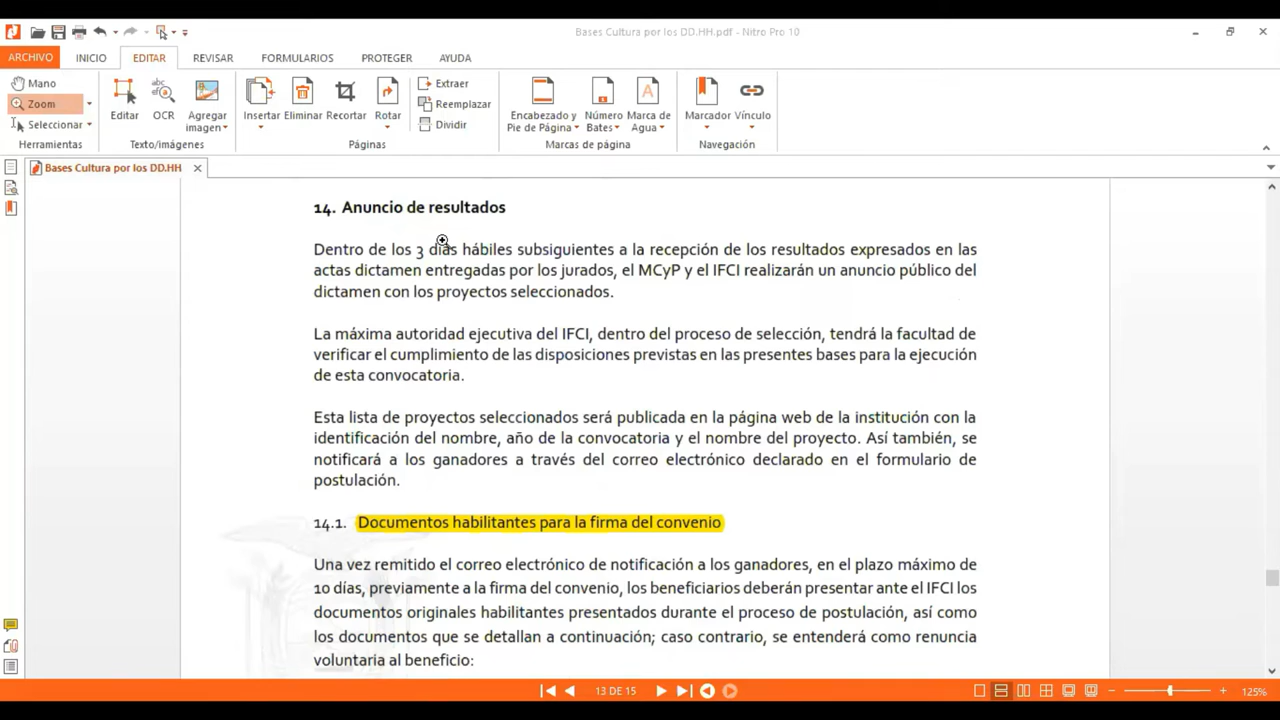 Bases Cultura por los DD.HH.pdf - Nitro Pro 10
ARCHIVO INICIO EDITAR REVISAR FORMULARIOS PROTEGER AYUDA
Mano
Zoom
Seleccionar
Herramientas
Editar
abc
OCR
Agregar
imagen
Texto/imágenes
Insertar
Eliminar
Recortar
Rotar
Extraer
Reemplazar
Dividir
Páginas
Encabezado y
Pie de Página
Número
Bates
Marca de
Agua
Marcas de página
Marcador
Vínculo
Navegación
Bases Cultura por los DD.HH
14. Anuncio de resultados
Dentro de los 3 días hábiles subsiguientes a la recepción de los resultados expresados en las
actas dictamen entregadas por los jurados, el MCyP y el IFCI realizarán un anuncio público del
dictamen con los proyectos seleccionados.
La máxima autoridad ejecutiva del IFCI, dentro del proceso de selección, tendrá la facultad de
verificar el cumplimiento de las disposiciones previstas en las presentes bases para la ejecución
de esta convocatoria.
Esta lista de proyectos seleccionados será publicada en la página web de la institución con la
identificación del nombre, año de la convocatoria y el nombre del proyecto. Así también, se
notificará a los ganadores a través del correo electrónico declarado en el formulario de
postulación.
14.1. Documentos habilitantes para la firma del convenio
Una vez remitido el correo electrónico de notificación a los ganadores, en el plazo máximo de
10 días, previamente a la firma del convenio, los beneficiarios deberán presentar ante el IFCI los
documentos originales habilitantes presentados durante el proceso de postulación, así como
los documentos que se detallan a continuación; caso contrario, se entenderá como renuncia
voluntaria al beneficio:
13 DE 15
125%